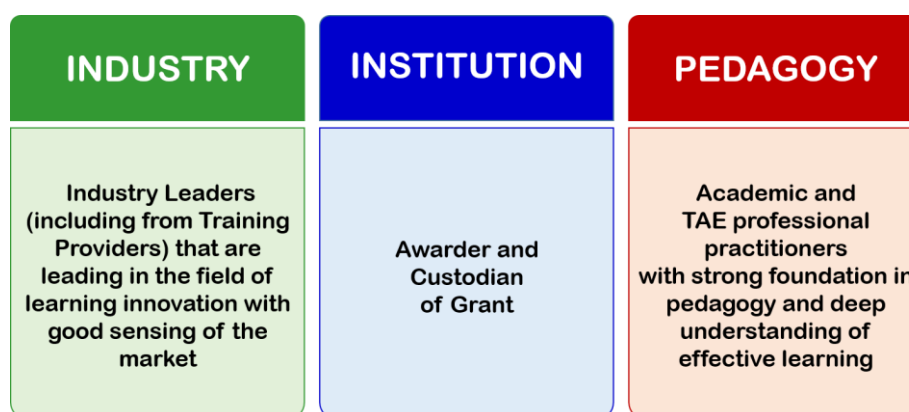 INDUSTRY
Industry Leaders
(including from Training
Providers) that are
leading in the field of
learning innovation with
good sensing of the
market
INSTITUTION
Awarder and
Custodian
of Grant
PEDAGOGY
Academic and
TAE professional
practitioners
with strong foundation in
pedagogy and deep
understanding of
effective learning